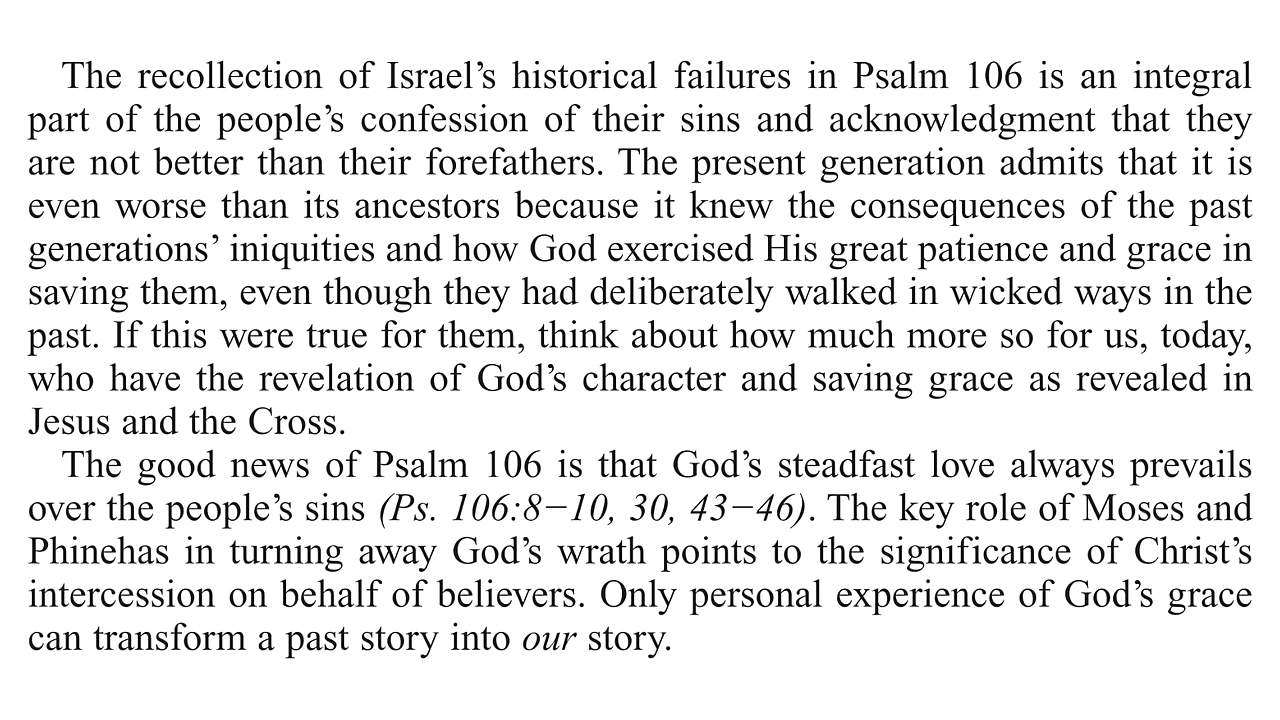 The recollection of Israel’s historical failures in Psalm 106 is an integral
part of the people’s confession of their sins and acknowledgment that they
are not better than their forefathers. The present generation admits that it is
even worse than its ancestors because it knew the consequences of the past
generations’ iniquities and how God exercised His great patience and grace in
saving them, even though they had deliberately walked in wicked ways in the
past. If this were true for them, think about how much more so for us, today,
who have the revelation of God’s character and saving grace as revealed in
Jesus and the Cross.
The good news of Psalm 106 is that God’s steadfast love always prevails
over the people’s sins (Ps. 106:8−10, 30, 43−46). The key role of Moses and
Phinehas in turning away God’s wrath points to the significance of Christ’s
intercession on behalf of believers. Only personal experience of God’s grace
can transform a past story into our story.